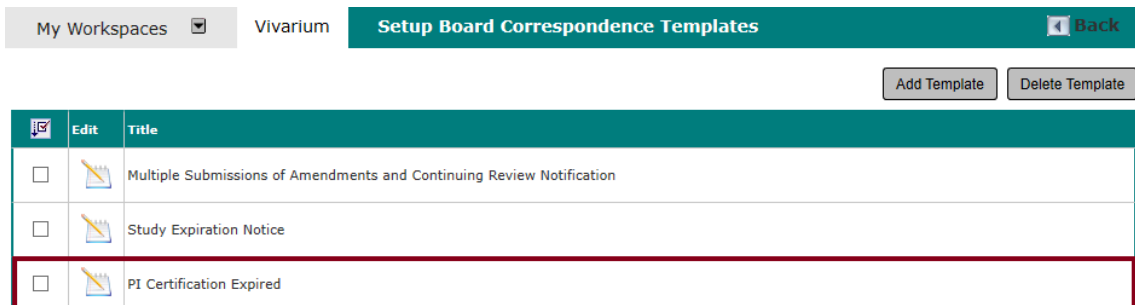 My Workspaces Vivarium Setup Board Correspondence Templates Back
Add Template Delete Template
Edit Title
Multiple Submissions of Amendments and Continuing Review Notification
Study Expiration Notice
PI Certification Expired